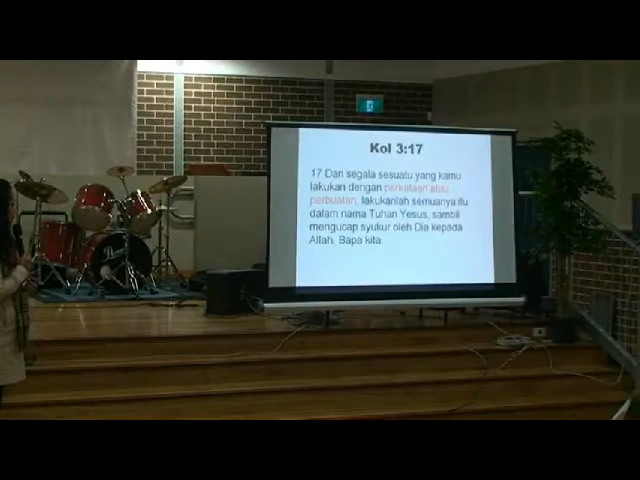 Kol 3:17
17 Dan segala sesuatu yang kamu
lakukan dengan perkataan atau
perbuatan, lakukanlah semuanya itu
dalam nama Tuhan Yesus, sambil
mengucap syukur oleh Dia kepada
Allah, Bapa kita.